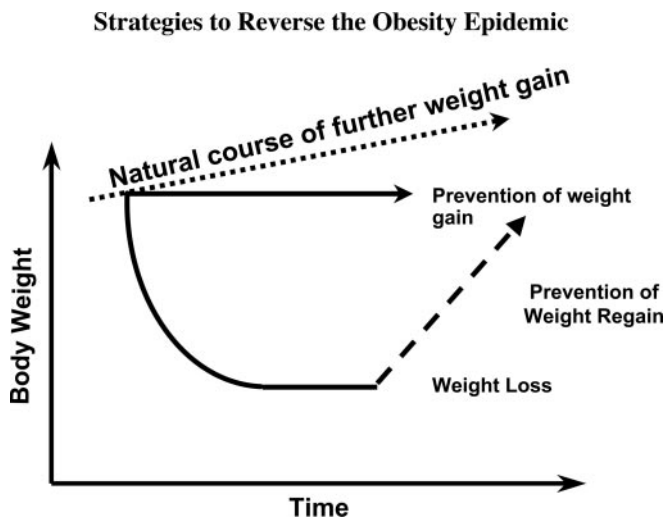 Strategies to Reverse the Obesity Epidemic
Natural course of further weight gain
Prevention of weight
gain
Prevention of
Weight Regain
Weight Loss
Body Weight
Time